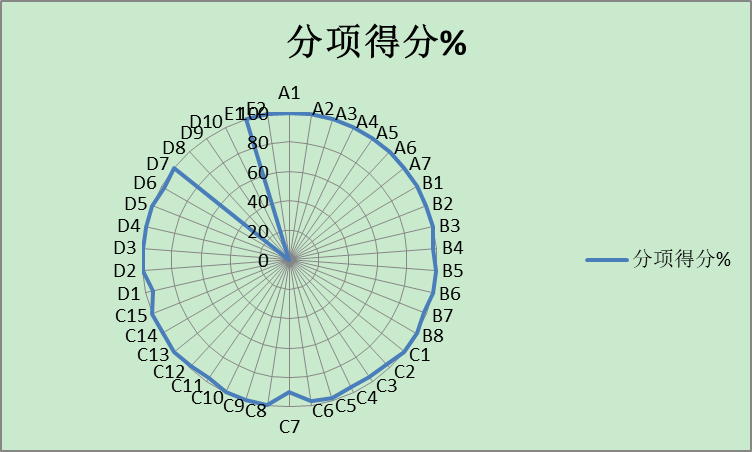 分项得分%
A1
A2
A3
A4
A5
A6
A7
B1
B2
B3
B4
B5
B6
B7
B8
C1
C2
C3
C4
C5
C6
C7
C8
C9
C10
C11
C12
C13
C14
C15
D1
D2
D3
D4
D5
D6
D7
D8
D9
D10
E1
E2
100
80
60
40
20
0
分项得分%